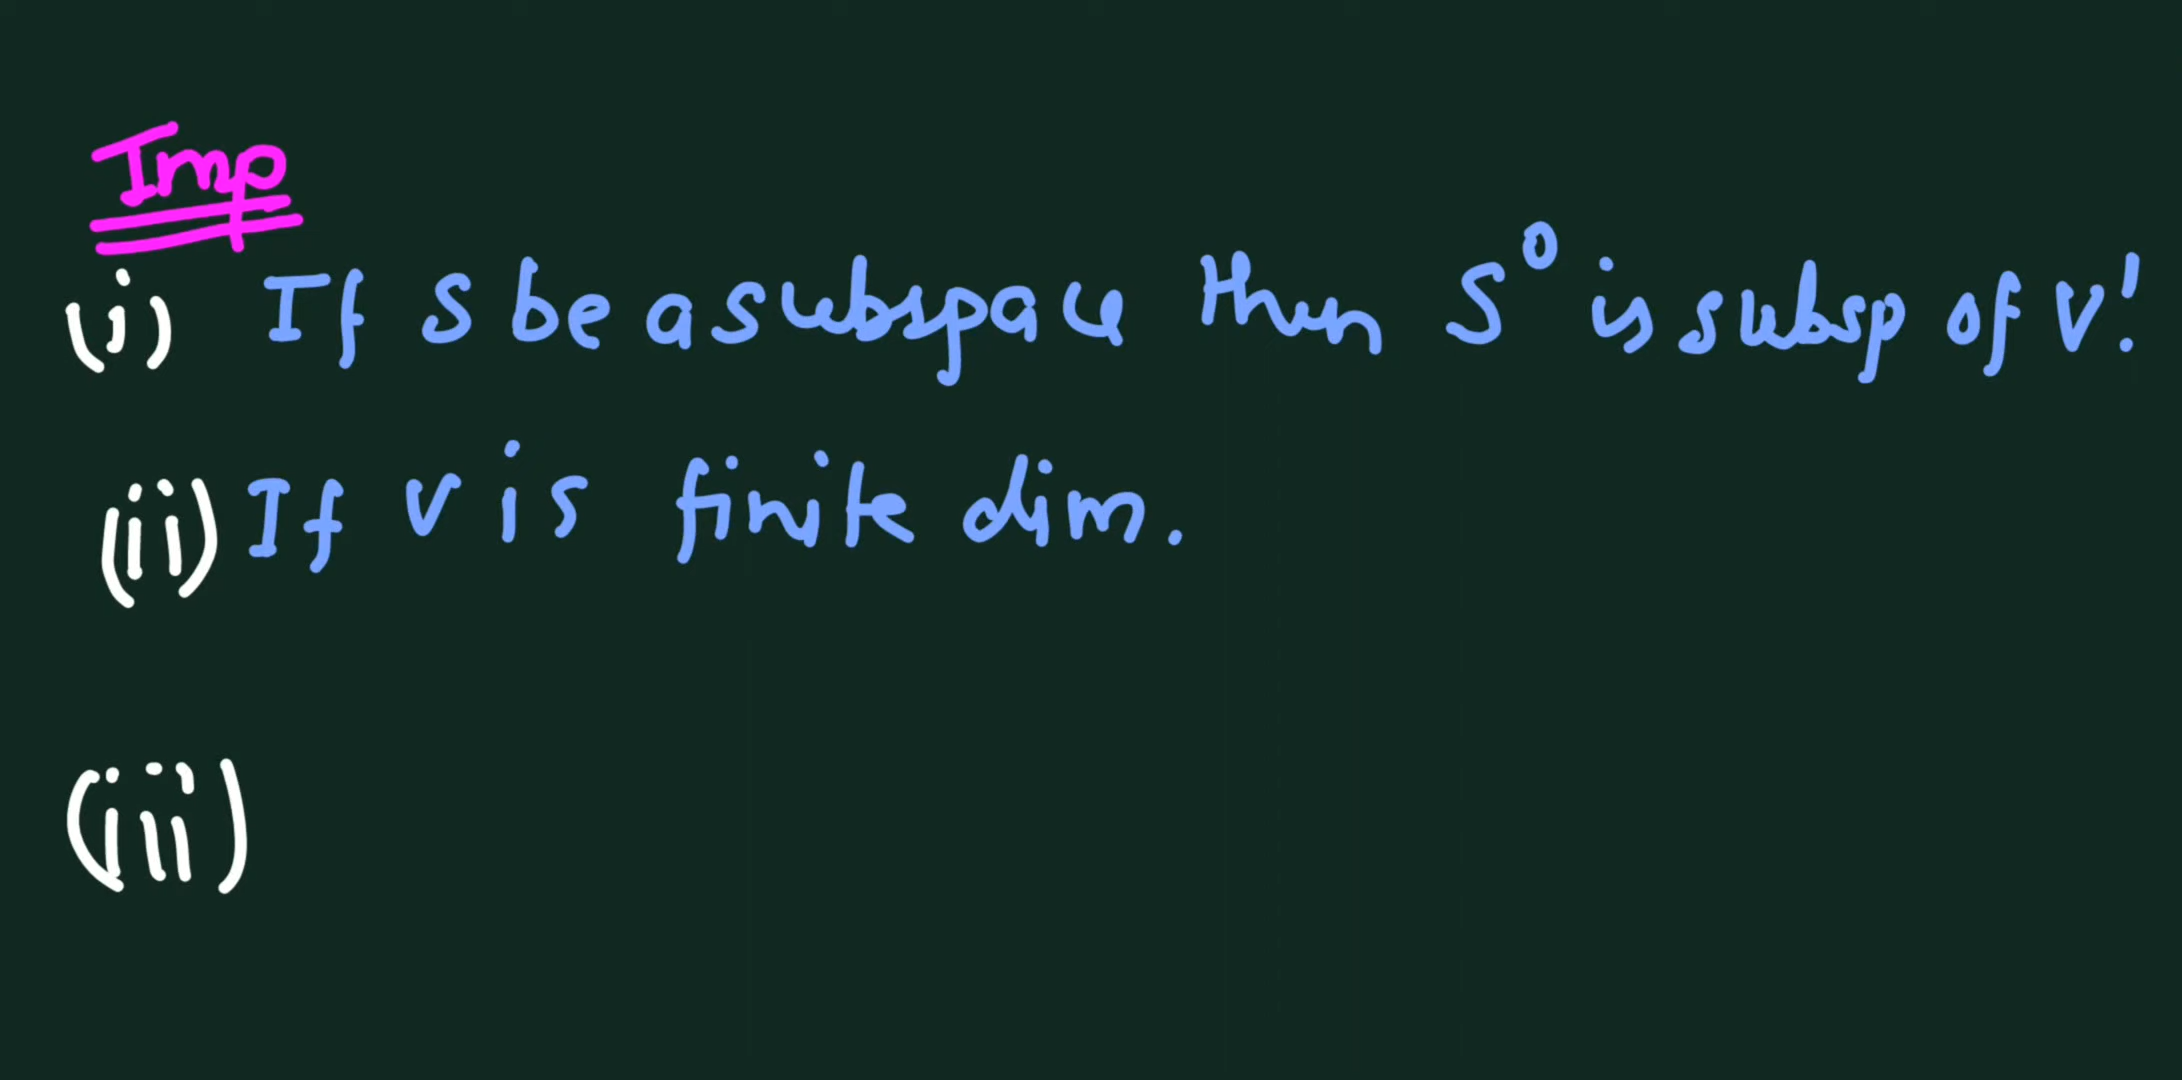 Imp
(i) If S be a subspace then S⁰ is subsp of V!
(ii) If V is finite dim.
(iii)